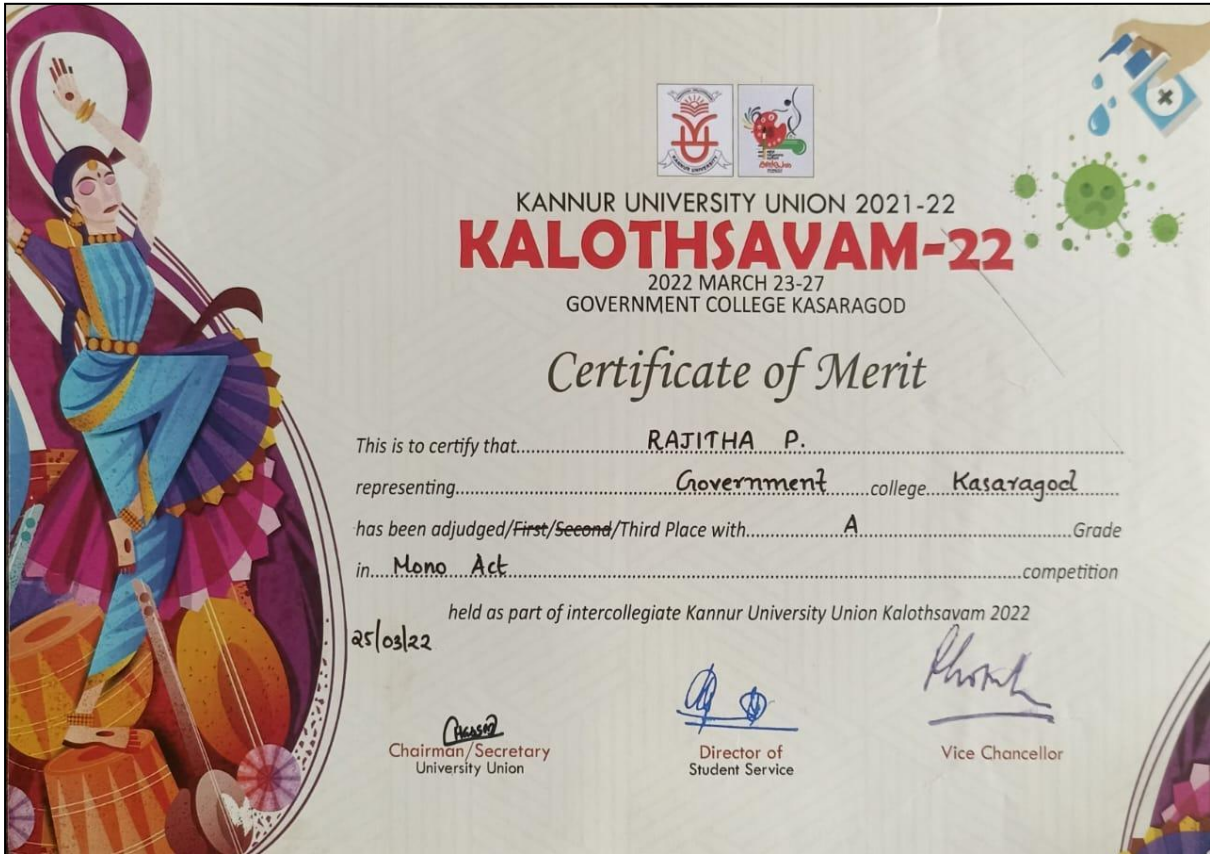 KANNUR UNIVERSITY
KANNUR UNIVERSITY UNION 2021-22
KALOTHSAVAM-22
2022 MARCH 23-27
GOVERNMENT COLLEGE KASARAGOD
Certificate of Merit
This is to certify that RAJITHA P.
representing Government college Kasaragod
has been adjudged/First/Second/Third Place with A Grade
in Mono Act competition
held as part of intercollegiate Kannur University Union Kalothsavam 2022
25/03/22
Chairman/Secretary
University Union
Director of
Student Service
Vice Chancellor